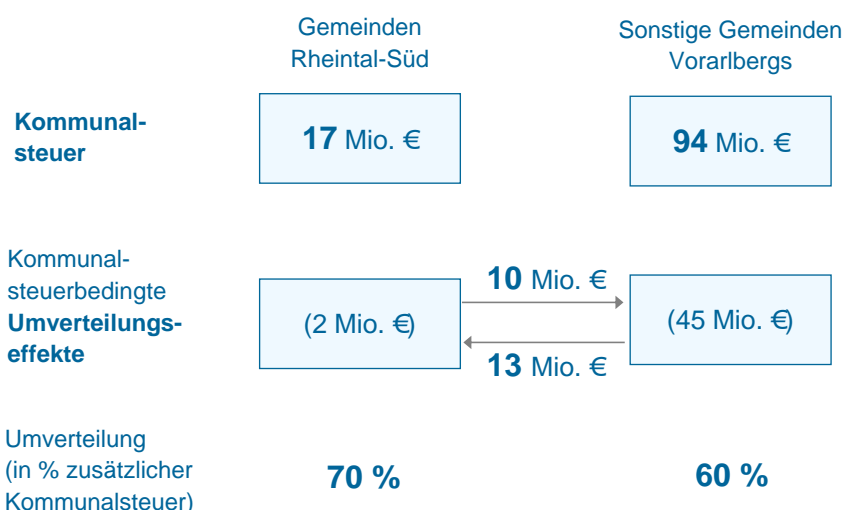 Gemeinden
Rheintal-Süd
Sonstige Gemeinden
Vorarlbergs
Kommunal-
steuer
17 Mio. €
94 Mio. €
Kommunal-
steuerbedingte
Umverteilungs-
effekte
(2 Mio. €)
10 Mio. €
13 Mio. €
(45 Mio. €)
Umverteilung
(in % zusätzlicher
Kommunalsteuer)
70 %
60 %